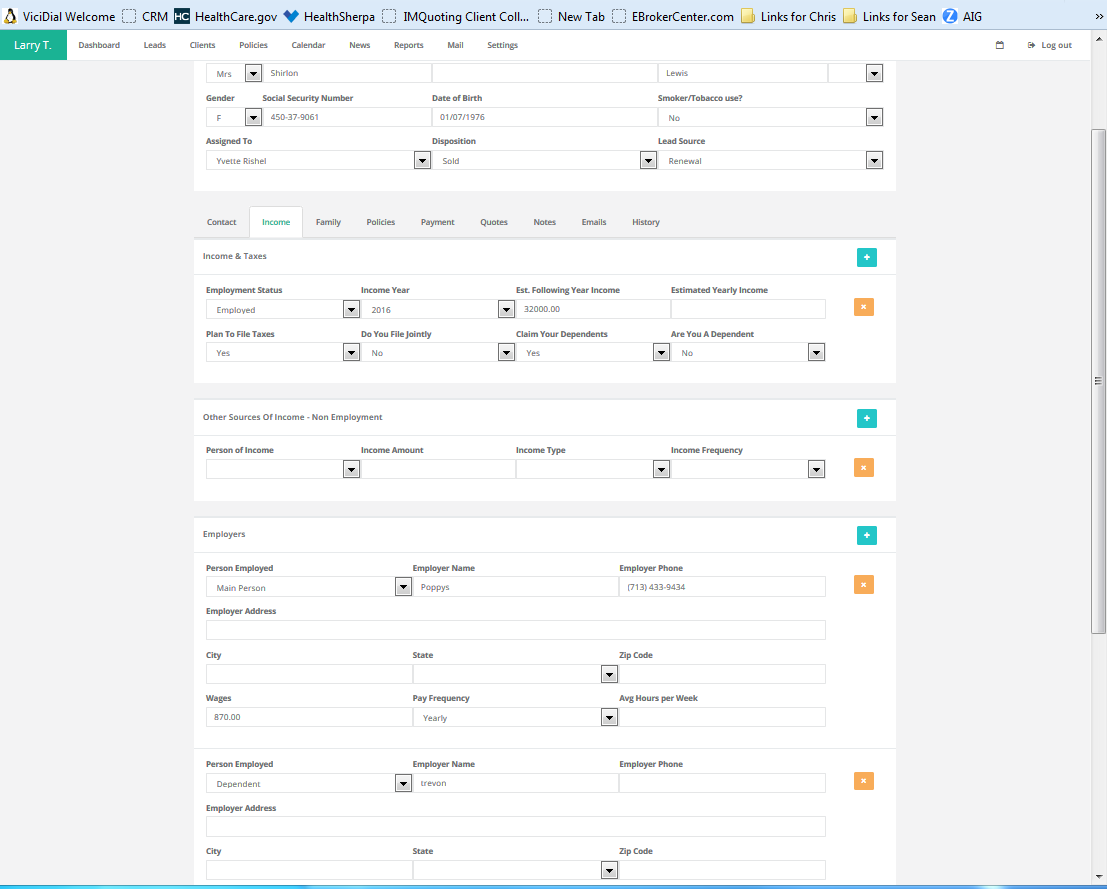 ViciDial Welcome CRM HC HealthCare.gov HealthSherpa IMQuoting Client Coll... New Tab EBrokerCenter.com Links for Chris Links for Sean Z AIG »
Larry T. Dashboard Leads Clients Policies Calendar News Reports Mail Settings Log out
Mrs Shirlon Lewis
Gender Social Security Number Date of Birth Smoker/Tobacco use?
F 450-37-9061 01/07/1976 No
Assigned To Disposition Lead Source
Yvette Rishel Sold Renewal
Contact Income Family Policies Payment Quotes Notes Emails History
Income & Taxes +
Employment Status Income Year Est. Following Year Income Estimated Yearly Income
Employed 2016 32000.00 ×
Plan To File Taxes Do You File Jointly Claim Your Dependents Are You A Dependent
Yes No Yes No
Other Sources Of Income - Non Employment +
Person of Income Income Amount Income Type Income Frequency
×
Employers +
Person Employed Employer Name Employer Phone
Main Person Poppys (713) 433-9434 ×
Employer Address
City State Zip Code
Wages Pay Frequency Avg Hours per Week
870.00 Yearly
Person Employed Employer Name Employer Phone
Dependent trevon ×
Employer Address
City State Zip Code